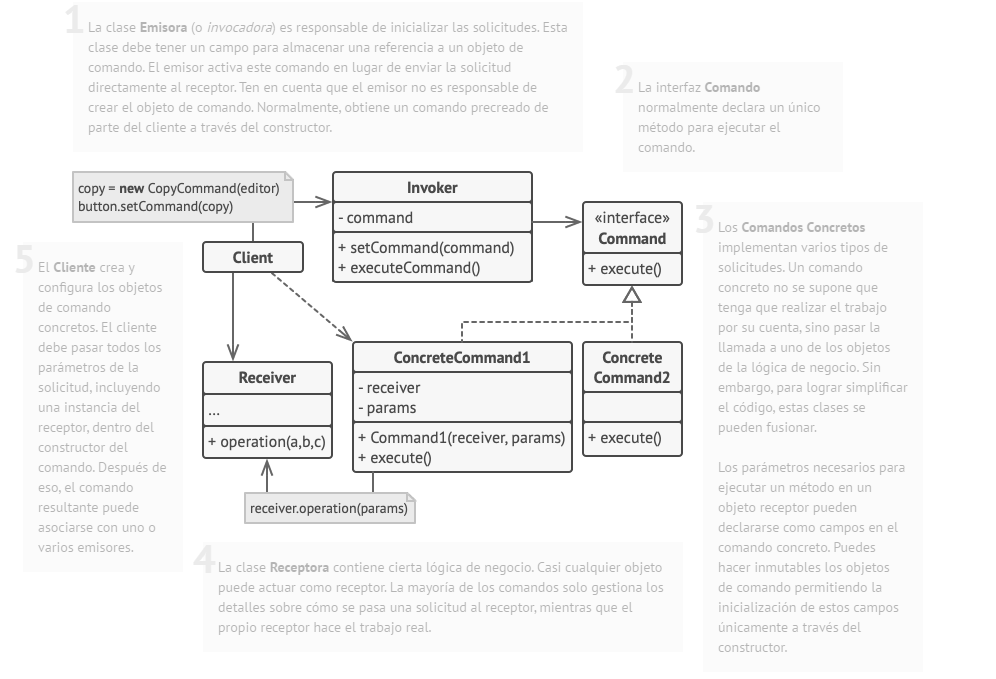 1
La clase Emisora (o invocadora) es responsable de inicializar las solicitudes. Esta
clase debe tener un campo para almacenar una referencia a un objeto de
comando. El emisor activa este comando en lugar de enviar la solicitud
directamente al receptor. Ten en cuenta que el emisor no es responsable de
crear el objeto de comando. Normalmente, obtiene un comando precreado de
parte del cliente a través del constructor.
2
La interfaz Comando
normalmente declara un único
método para ejecutar el
comando.
copy = new CopyCommand(editor)
button.setCommand(copy)
Client
Invoker
- command
+ setCommand(command)
+ executeCommand()
«interface»
Command
+ execute()
3
Los Comandos Concretos
implementan varios tipos de
solicitudes. Un comando
concreto no se supone que
tenga que realizar el trabajo
por su cuenta, sino pasar la
llamada a uno de los objetos
de la lógica de negocio. Sin
embargo, para lograr simplificar
el código, estas clases se
pueden fusionar.
Los parámetros necesarios para
ejecutar un método en un
objeto receptor pueden
declararse como campos en el
comando concreto. Puedes
hacer inmutables los objetos
de comando permitiendo la
inicialización de estos campos
únicamente a través del
constructor.
5
El Cliente crea y
configura los objetos
de comando
concretos. El cliente
debe pasar todos los
parámetros de la
solicitud, incluyendo
una instancia del
receptor, dentro del
constructor del
comando. Después de
eso, el comando
resultante puede
asociarse con uno o
varios emisores.
Receiver
...
+ operation(a,b,c)
ConcreteCommand1
- receiver
- params
+ Command1(receiver, params)
+ execute()
Concrete
Command2
+ execute()
receiver.operation(params)
4
La clase Receptora contiene cierta lógica de negocio. Casi cualquier objeto
puede actuar como receptor. La mayoría de los comandos solo gestiona los
detalles sobre cómo se pasa una solicitud al receptor, mientras que el
propio receptor hace el trabajo real.